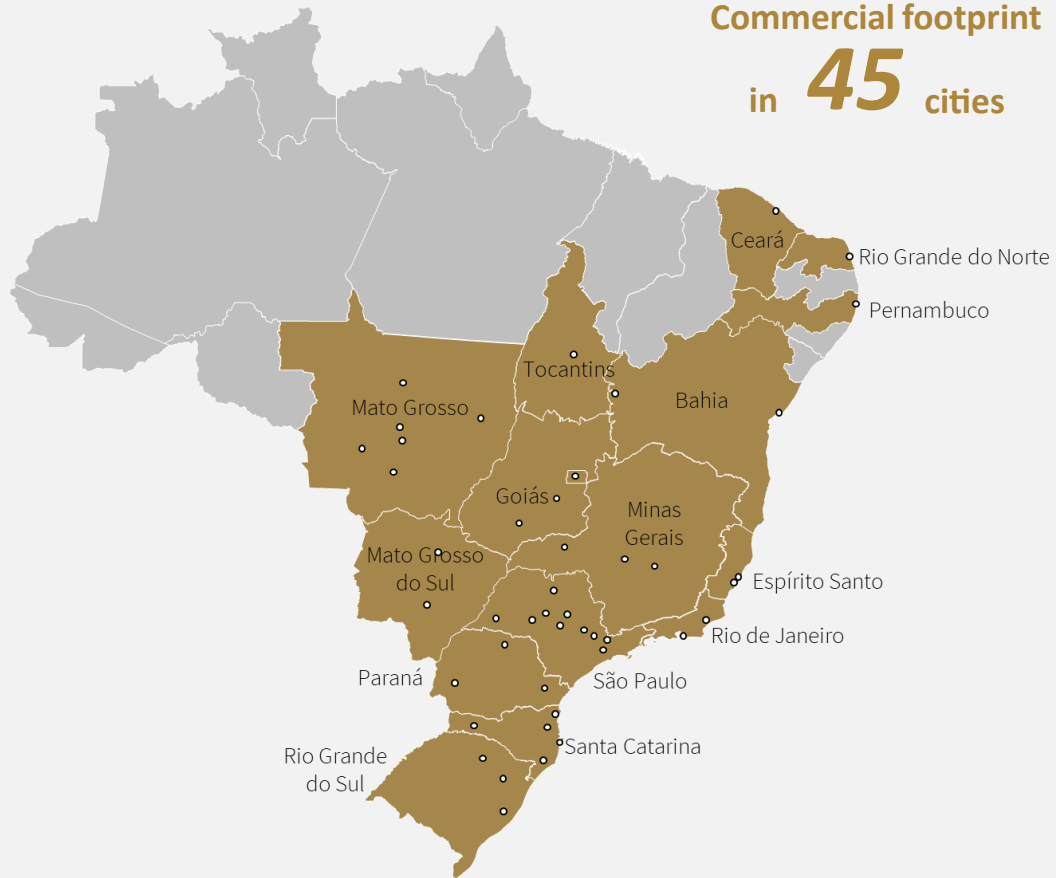 Commercial footprint
in 45 cities
Ceará
Rio Grande do Norte
Pernambuco
Tocantins
Bahia
Mato Grosso
Goiás
Minas
Gerais
Mato Grosso
do Sul
Espírito Santo
Rio de Janeiro
Paraná
São Paulo
Santa Catarina
Rio Grande
do Sul